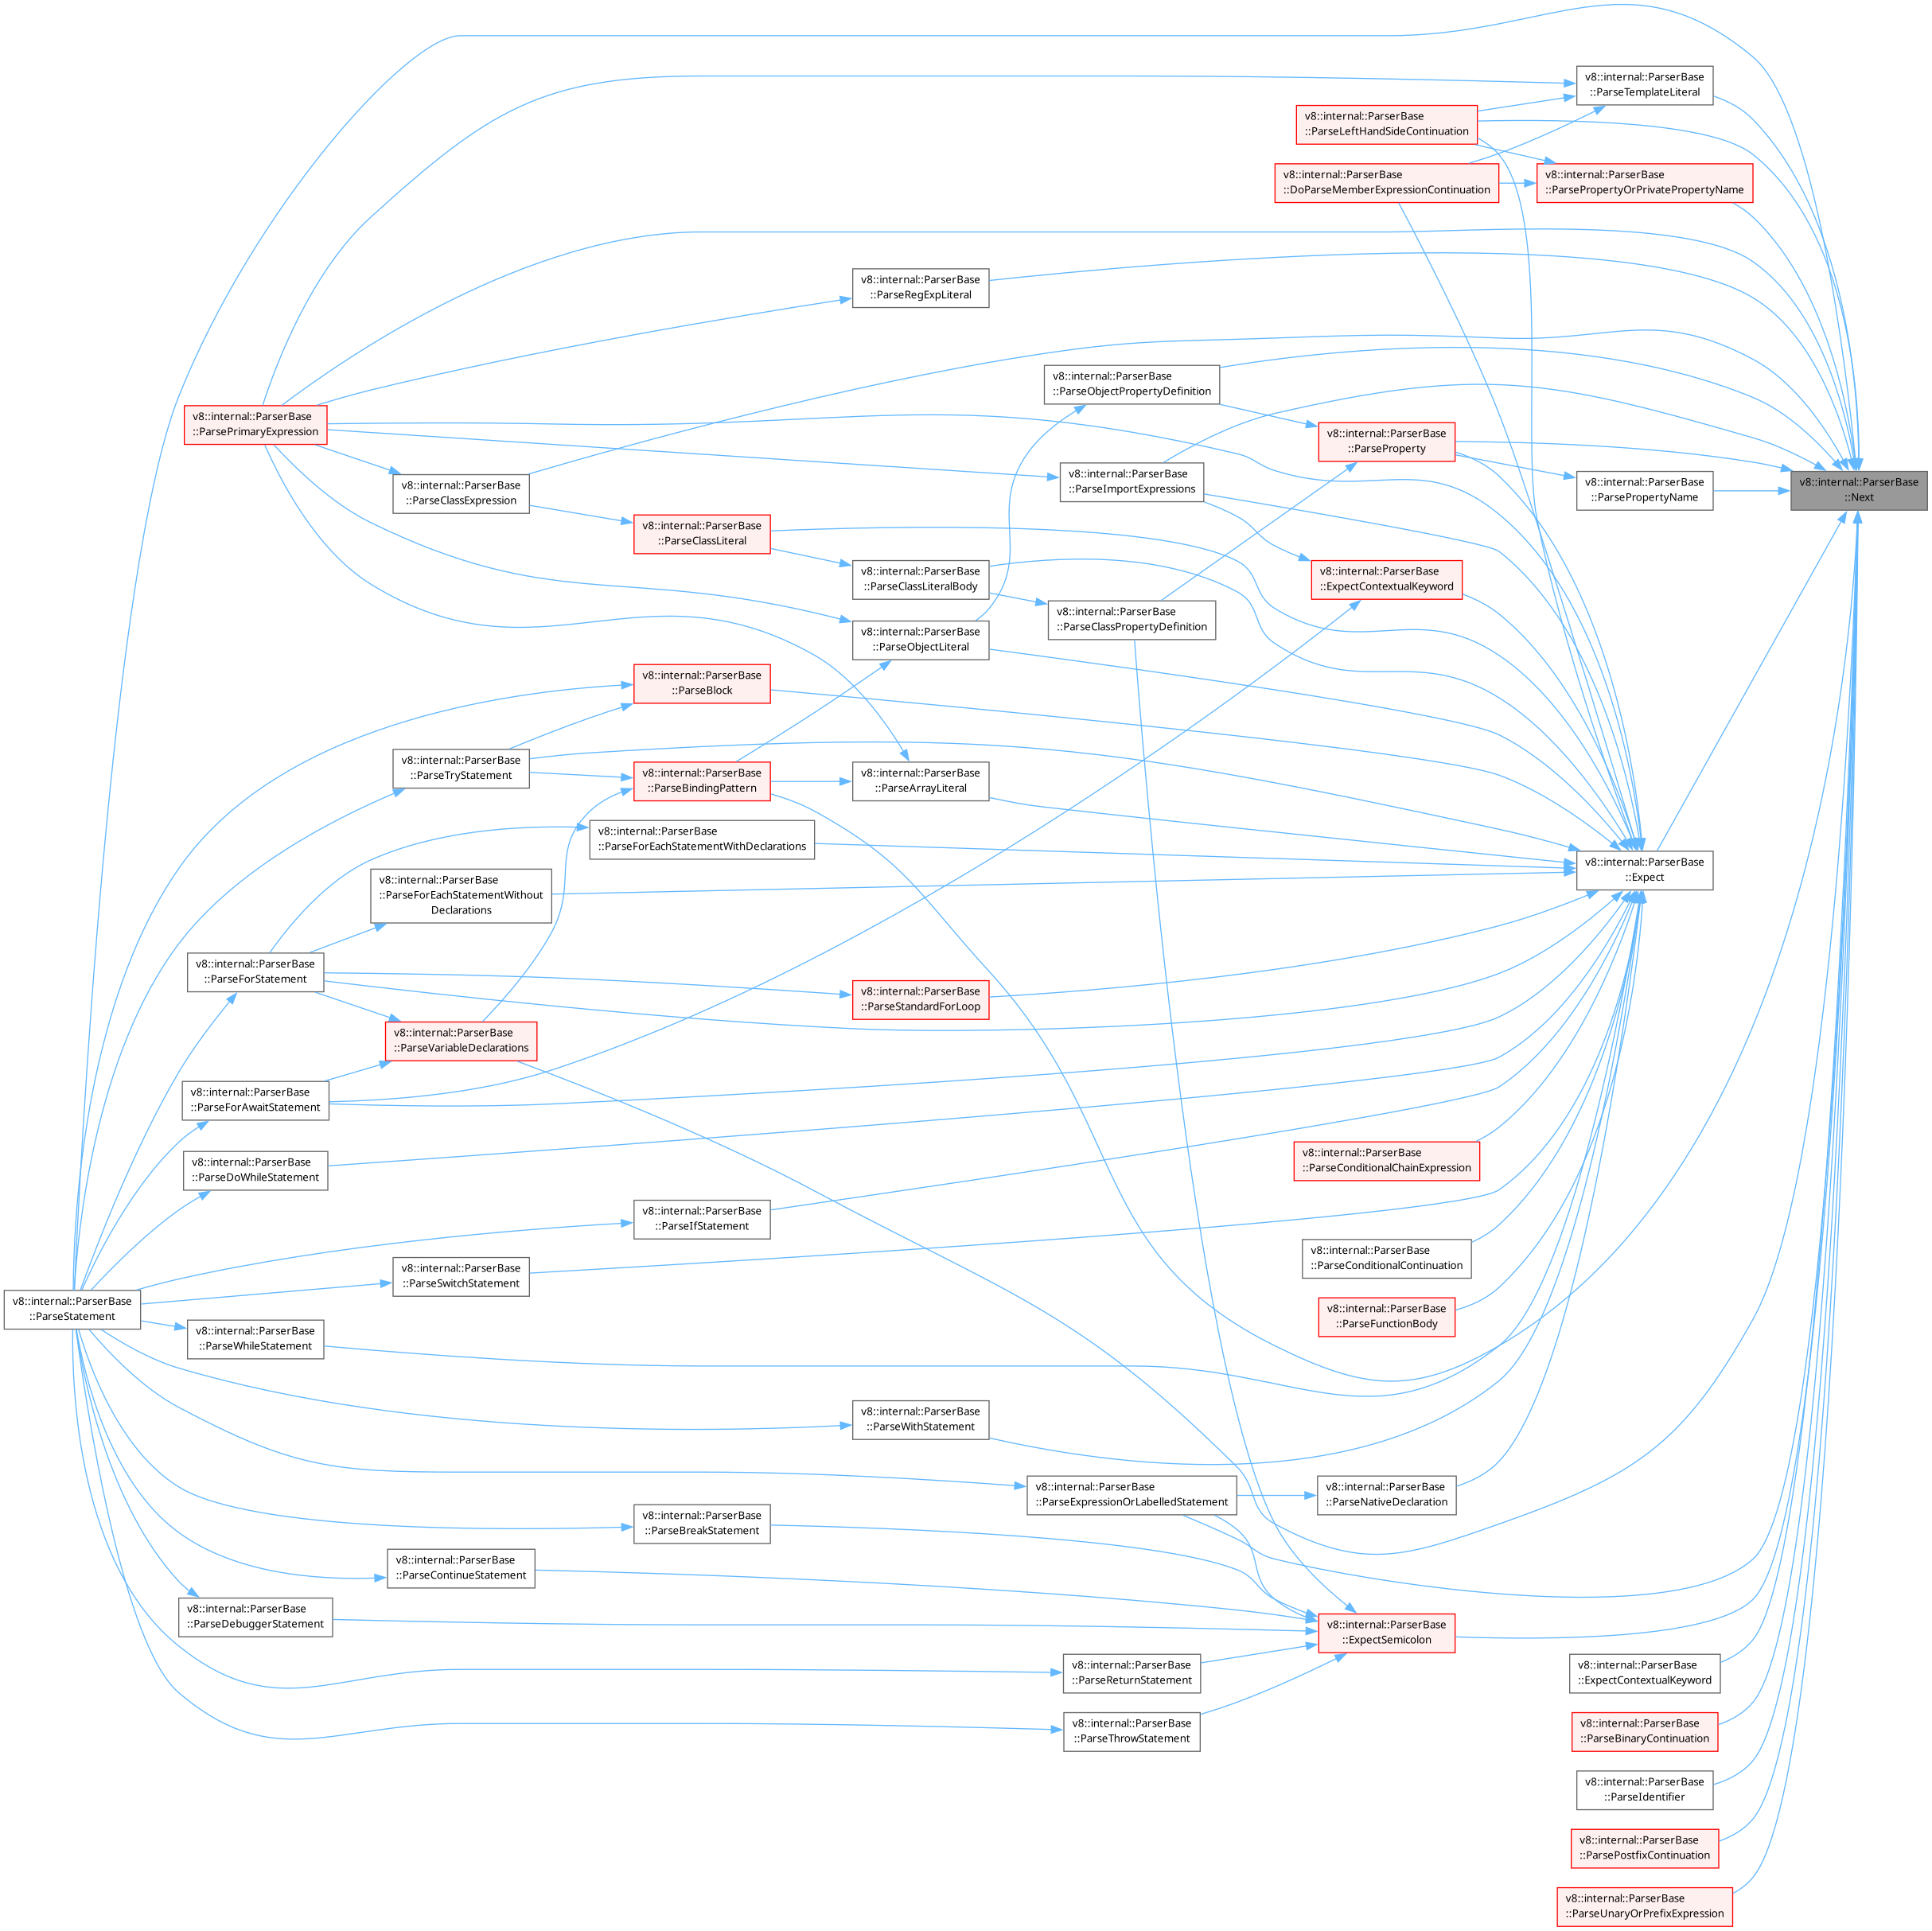 v8::internal::ParserBase
::ParseTemplateLiteral
v8::internal::ParserBase
::ParseLeftHandSideContinuation
v8::internal::ParserBase
::DoParseMemberExpressionContinuation
v8::internal::ParserBase
::ParsePropertyOrPrivatePropertyName
v8::internal::ParserBase
::ParseRegExpLiteral
v8::internal::ParserBase
::ParseObjectPropertyDefinition
v8::internal::ParserBase
::ParsePrimaryExpression
v8::internal::ParserBase
::ParseProperty
v8::internal::ParserBase
::ParseClassExpression
v8::internal::ParserBase
::ParseImportExpressions
v8::internal::ParserBase
::ParsePropertyName
v8::internal::ParserBase
::Next
v8::internal::ParserBase
::ParseClassLiteral
v8::internal::ParserBase
::ParseClassLiteralBody
v8::internal::ParserBase
::ExpectContextualKeyword
v8::internal::ParserBase
::ParseClassPropertyDefinition
v8::internal::ParserBase
::ParseObjectLiteral
v8::internal::ParserBase
::ParseBlock
v8::internal::ParserBase
::ParseTryStatement
v8::internal::ParserBase
::ParseBindingPattern
v8::internal::ParserBase
::ParseArrayLiteral
v8::internal::ParserBase
::ParseForEachStatementWithDeclarations
v8::internal::ParserBase
::Expect
v8::internal::ParserBase
::ParseForEachStatementWithout
Declarations
v8::internal::ParserBase
::ParseForStatement
v8::internal::ParserBase
::ParseStandardForLoop
v8::internal::ParserBase
::ParseVariableDeclarations
v8::internal::ParserBase
::ParseForAwaitStatement
v8::internal::ParserBase
::ParseConditionalChainExpression
v8::internal::ParserBase
::ParseDoWhileStatement
v8::internal::ParserBase
::ParseIfStatement
v8::internal::ParserBase
::ParseConditionalContinuation
v8::internal::ParserBase
::ParseSwitchStatement
v8::internal::ParserBase
::ParseStatement
v8::internal::ParserBase
::ParseFunctionBody
v8::internal::ParserBase
::ParseWhileStatement
v8::internal::ParserBase
::ParseWithStatement
v8::internal::ParserBase
::ParseExpressionOrLabelledStatement
v8::internal::ParserBase
::ParseNativeDeclaration
v8::internal::ParserBase
::ParseBreakStatement
v8::internal::ParserBase
::ParseContinueStatement
v8::internal::ParserBase
::ParseDebuggerStatement
v8::internal::ParserBase
::ExpectSemicolon
v8::internal::ParserBase
::ParseReturnStatement
v8::internal::ParserBase
::ExpectContextualKeyword
v8::internal::ParserBase
::ParseThrowStatement
v8::internal::ParserBase
::ParseBinaryContinuation
v8::internal::ParserBase
::ParseIdentifier
v8::internal::ParserBase
::ParsePostfixContinuation
v8::internal::ParserBase
::ParseUnaryOrPrefixExpression